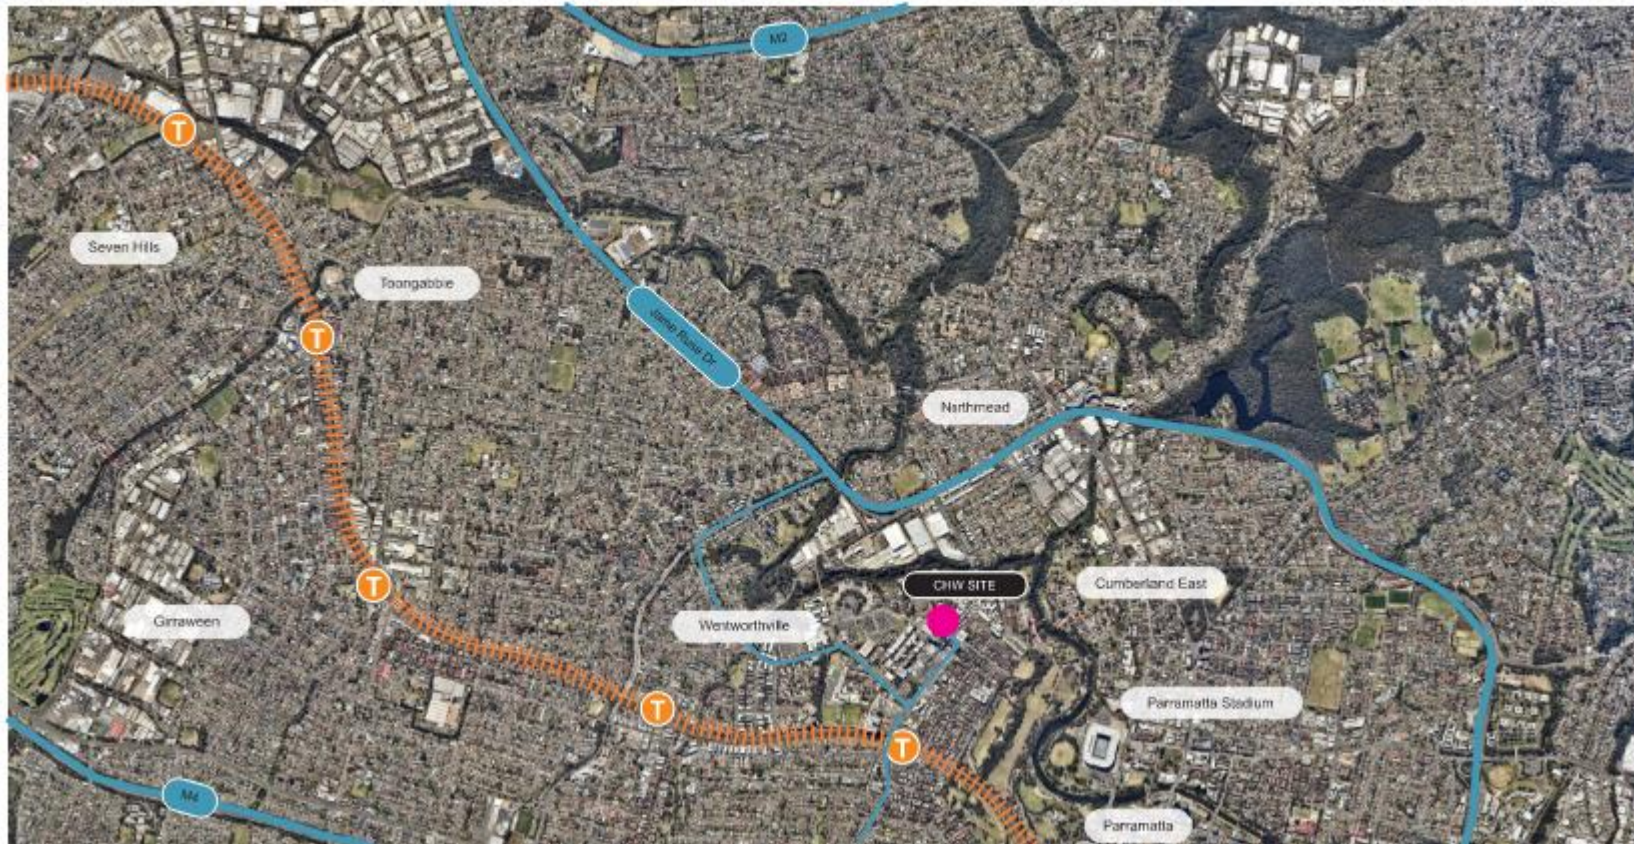 M2
T
Seven Hills
Toongabbie
T
James Ruse Dr
Northmead
T
CHW SITE
Cumberland East
Girraween
Wentworthville
T
Parramatta Stadium
T
M4
Parramatta